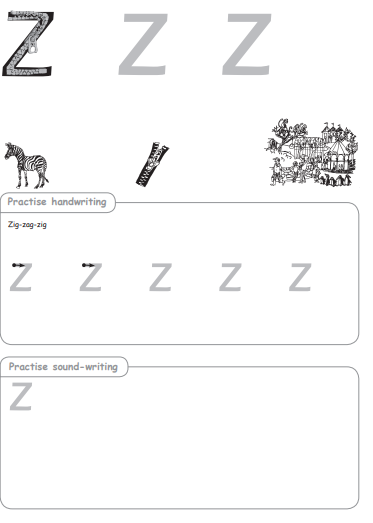 Z Z Z
Practise handwriting
Zig-zag-zig
Z Z Z Z Z
Practise sound-writing
Z